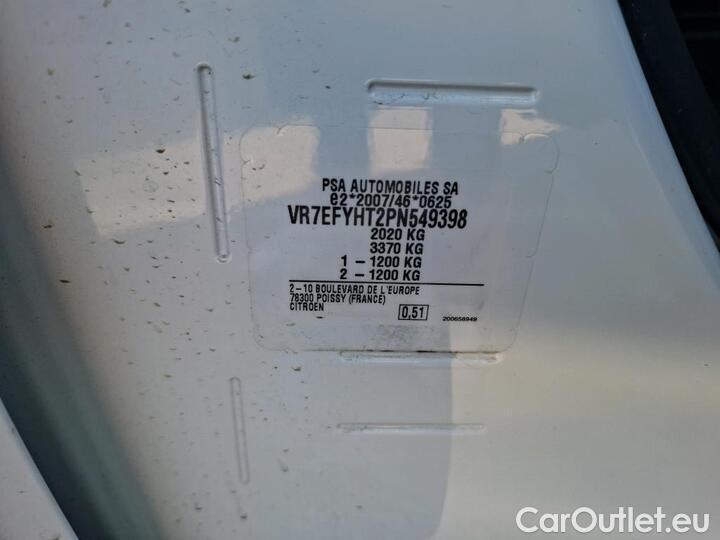 PSA AUTOMOBILES SA
e2*2007/46*0625
VR7EFYHT2PN549398
2020 KG
3370 KG
1 – 1200 KG
2 – 1200 KG
2–10 BOULEVARD DE L'EUROPE
78300 POISSY (FRANCE)
CITROEN
0,51
200658949
CarOutlet.eu